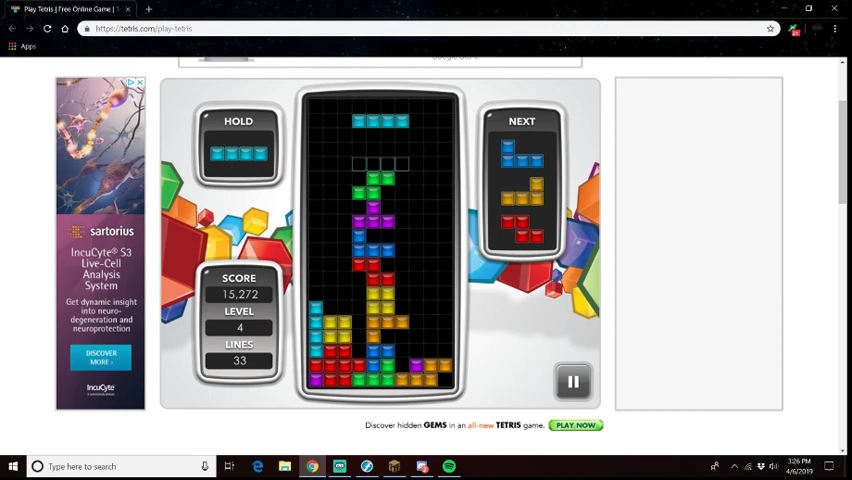 Play Tetris | Free Online Game | T
https://tetris.com/play-tetris
21
Apps
HOLD
NEXT
sartorius
IncuCyte® S3
Live-Cell
Analysis
System
Get dynamic insight
into neuro-
degeneration and
neuroprotection
DISCOVER
MORE ›
IncuCyte
SCORE
15,272
LEVEL
4
LINES
33
Discover hidden GEMS in an all-new TETRIS game. PLAY NOW
Type here to search
3:26 PM
4/6/2019